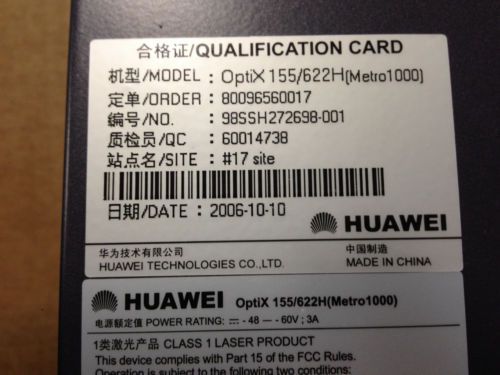 合格证/QUALIFICATION CARD
机型/MODEL : OptiX 155/622H(Metro1000)
定单/ORDER : 80096560017
编号/NO. : 98SSH272698-001
质检员/QC : 60014738
站点名/SITE : #17 site
日期/DATE : 2006-10-10
HUAWEI
华为技术有限公司
HUAWEI TECHNOLOGIES CO.,LTD.
中国制造
MADE IN CHINA
HUAWEI OptiX 155/622H(Metro1000)
电源额定值 POWER RATING: ⎓ -48 — -60V ; 3A
1类激光产品 CLASS 1 LASER PRODUCT
This device complies with Part 15 of the FCC Rules.
Operation is subject to the following two conditions: